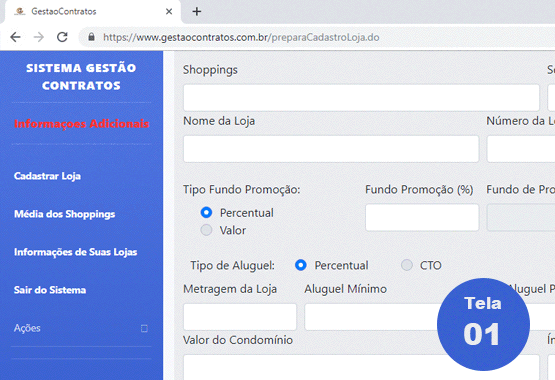 GestaoContratos
https://www.gestaocontratos.com.br/preparaCadastroLoja.do
SISTEMA GESTÃO
CONTRATOS
Informaçoes Adicionais
Cadastrar Loja
Média dos Shoppings
Informações de Suas Lojas
Sair do Sistema
Ações
Shoppings
Nome da Loja
Número da Lo
Tipo Fundo Promoção:
Fundo Promoção (%)
Fundo de Pro
Percentual
Valor
Tipo de Aluguel:
Percentual
CTO
Metragem da Loja
Aluguel Mínimo
Aluguel P
Valor do Condomínio
Tela
01